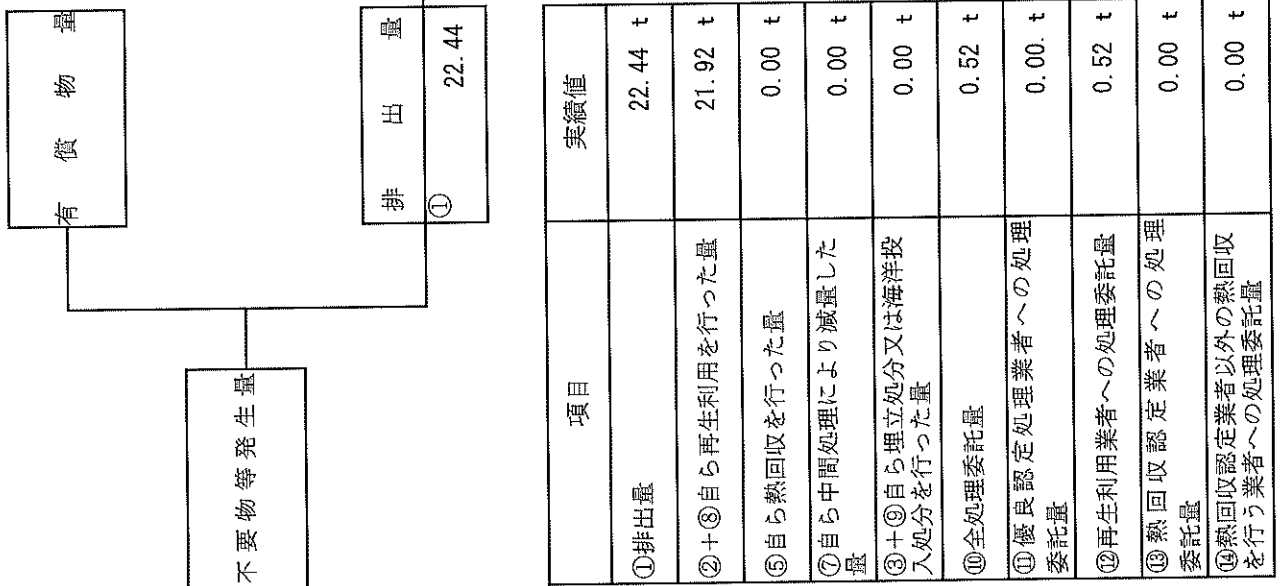 有償物量
不要物等発生量
排出量
①
22.44
項目 実績値
①排出量 22.44 t
②+⑧自ら再生利用を行った量 21.92 t
⑤自ら熱回収を行った量 0.00 t
⑦自ら中間処理により減量した
量 0.00 t
③+⑨自ら埋立処分又は海洋投
入処分を行った量 0.00 t
⑩全処理委託量 0.52 t
⑪優良認定処理業者への処理
委託量 0.00. t
⑫再生利用業者への処理委託量 0.52 t
⑬熱回収認定業者への処理
委託量 0.00 t
⑭熱回収認定業者以外の熱回収
を行う業者への処理委託量 0.00 t